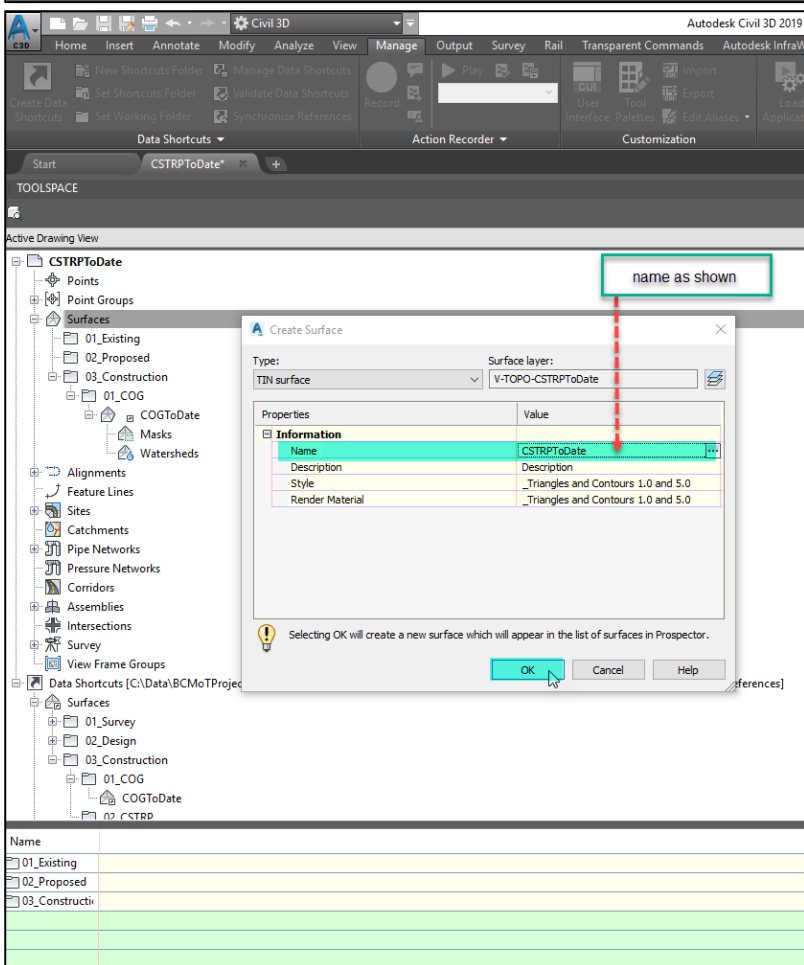 C3D
Civil 3D
Autodesk Civil 3D 2019
Home Insert Annotate Modify Analyze View Manage Output Survey Rail Transparent Commands Autodesk InfraW
Create Data Shortcuts
New Shortcuts Folder
Set Shortcuts Folder
Set Working Folder
Manage Data Shortcuts
Validate Data Shortcuts
Synchronize References
Record
Play
CUI
User Interface
Tool Palettes
Import
Export
Edit Aliases
Load Applicat
Data Shortcuts
Action Recorder
Customization
Start
CSTRPToDate*
TOOLSPACE
Active Drawing View
CSTRPToDate
Points
Point Groups
Surfaces
01_Existing
02_Proposed
03_Construction
01_COG
COGToDate
Masks
Watersheds
Alignments
Feature Lines
Sites
Catchments
Pipe Networks
Pressure Networks
Corridors
Assemblies
Intersections
Survey
View Frame Groups
Data Shortcuts [C:\Data\BCMoTProjec
eferences]
Surfaces
01_Survey
02_Design
03_Construction
01_COG
COGToDate
02_CSTRP
name as shown
Create Surface
Type:
TIN surface
Surface layer:
V-TOPO-CSTRPToDate
Properties Value
Information
Name CSTRPToDate ...
Description Description
Style _Triangles and Contours 1.0 and 5.0
Render Material _Triangles and Contours 1.0 and 5.0
Selecting OK will create a new surface which will appear in the list of surfaces in Prospector.
OK Cancel Help
Name
01_Existing
02_Proposed
03_Constructi